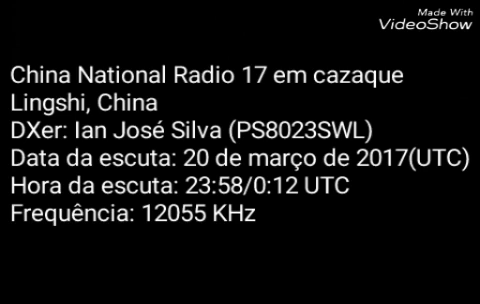 Made With
VideoShow
China National Radio 17 em cazaque
Lingshi, China
DXer: Ian José Silva (PS8023SWL)
Data da escuta: 20 de março de 2017(UTC)
Hora da escuta: 23:58/0:12 UTC
Frequência: 12055 KHz